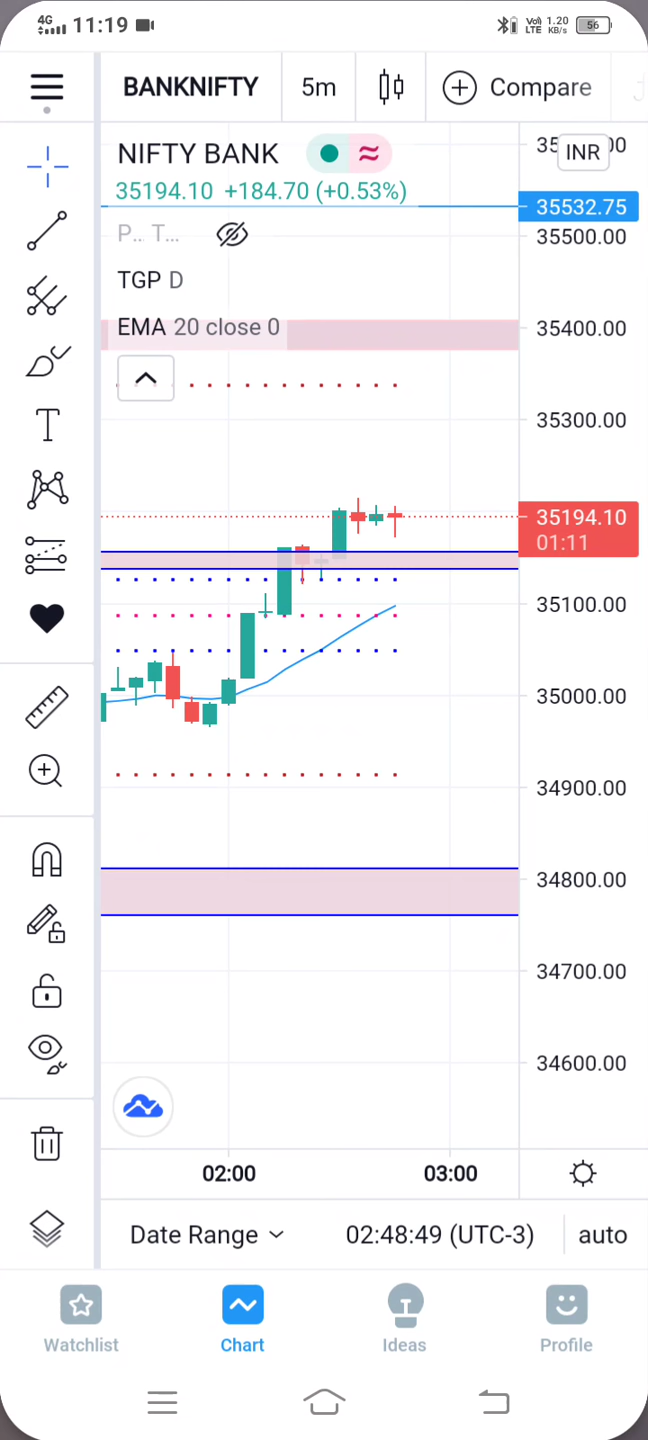 4G 11:19 Vo) LTE 1.20 KB/s 56
BANKNIFTY 5m Compare
NIFTY BANK
35194.10 +184.70 (+0.53%)
P.. T...
TGP D
EMA 20 close 0
INR
35532.75
35500.00
35400.00
35300.00
35194.10
01:11
35100.00
35000.00
34900.00
34800.00
34700.00
34600.00
02:00 03:00
Date Range 02:48:49 (UTC-3) auto
Watchlist Chart Ideas Profile